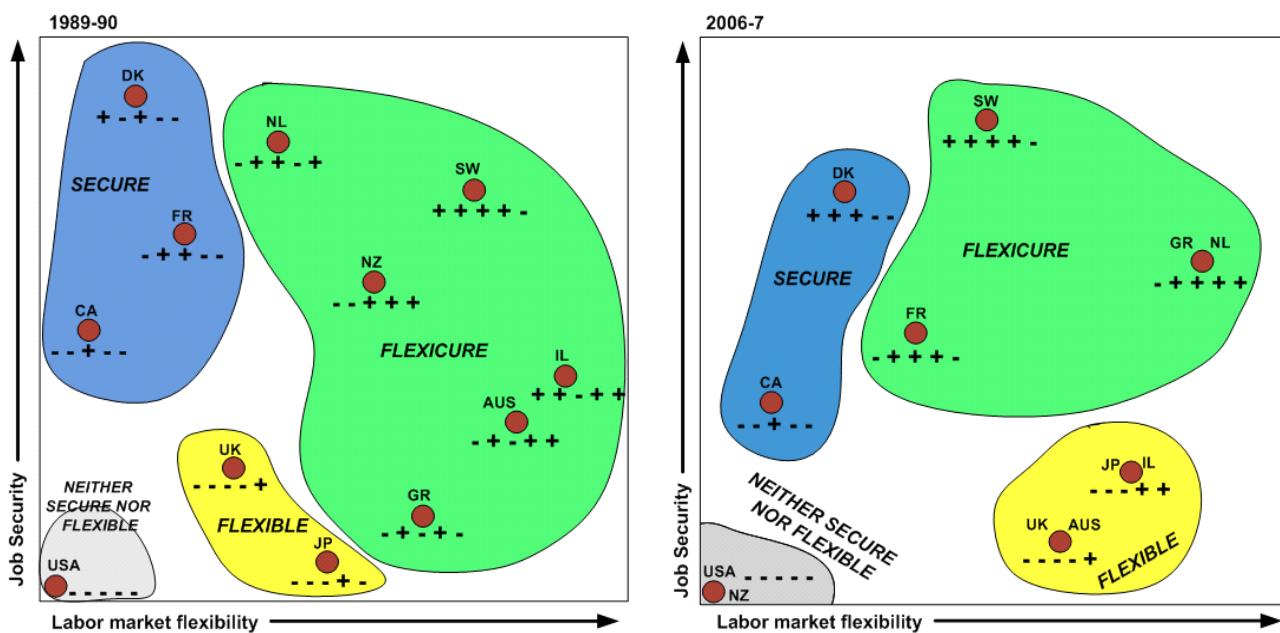 1989-90
DK
+ - + - -
SECURE
FR
- + + - -
CA
- - + - -
NL
- + + - +
SW
+ + + + -
NZ
- - + + +
FLEXICURE
IL
+ + - + +
AUS
- + - + +
GR
- + - + -
UK
- - - - +
FLEXIBLE
JP
- - - + -
NEITHER
SECURE NOR
FLEXIBLE
USA
- - - - -
Job Security
Labor market flexibility
2006-7
SW
+ + + + -
DK
+ + + - -
SECURE
FLEXICURE
GR NL
- + + + +
FR
- + + + -
CA
- - + - -
JP IL
- - - + +
UK AUS
- - - - +
FLEXIBLE
NEITHER SECURE
NOR FLEXIBLE
USA - - - - -
NZ
Job Security
Labor market flexibility